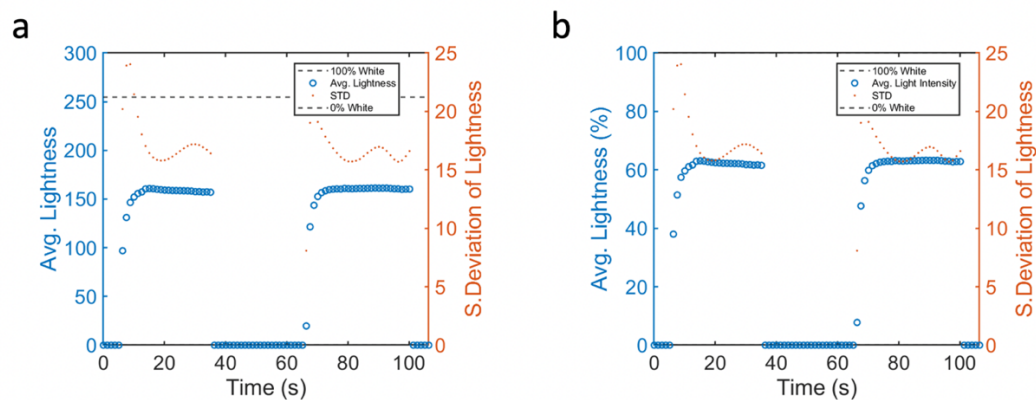 a
300
250
200
150
100
50
0
Avg. Lightness
0 20 40 60 80 100
Time (s)
25
20
15
10
5
0
S.Deviation of Lightness
100% White
Avg. Lightness
STD
0% White
b
100
80
60
40
20
0
Avg. Lightness (%)
0 20 40 60 80 100
Time (s)
25
20
15
10
5
0
S.Deviation of Lightness
100% White
Avg. Light Intensity
STD
0% White